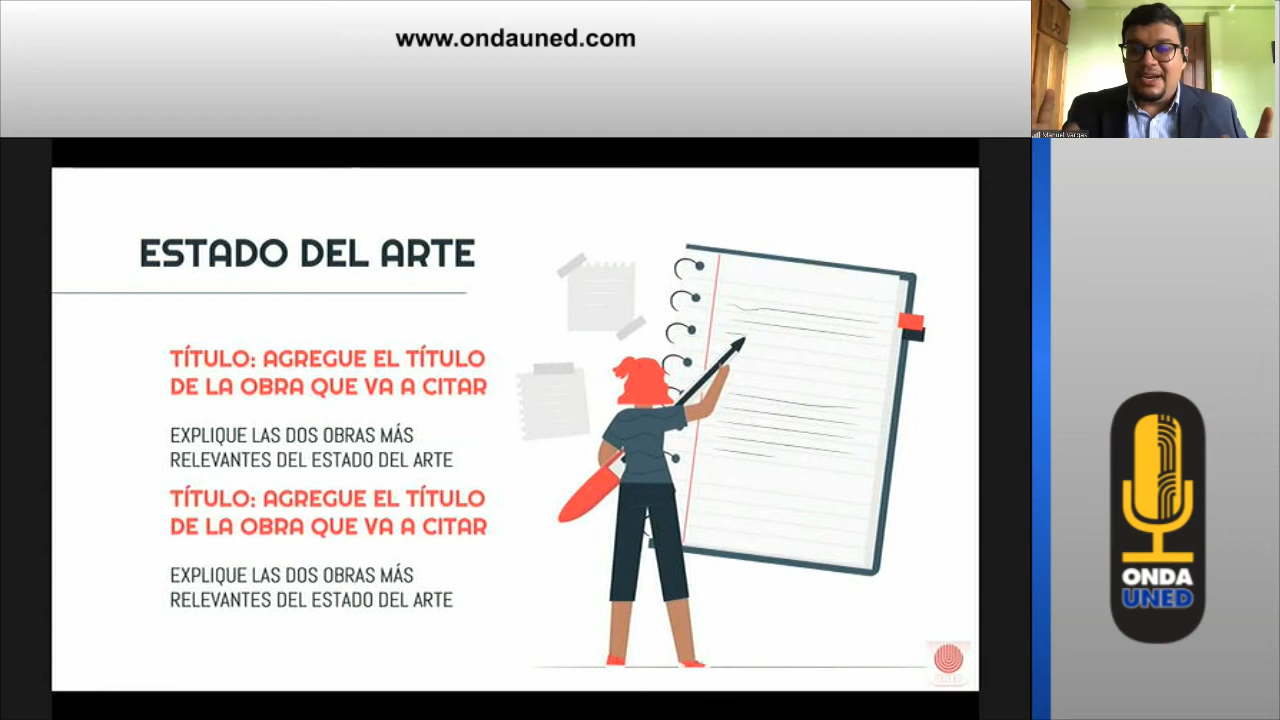 www.ondauned.com
Manuel Vargas
ESTADO DEL ARTE
TÍTULO: AGREGUE EL TÍTULO
DE LA OBRA QUE VA A CITAR
EXPLIQUE LAS DOS OBRAS MÁS
RELEVANTES DEL ESTADO DEL ARTE
TÍTULO: AGREGUE EL TÍTULO
DE LA OBRA QUE VA A CITAR
EXPLIQUE LAS DOS OBRAS MÁS
RELEVANTES DEL ESTADO DEL ARTE
ONDA
UNED